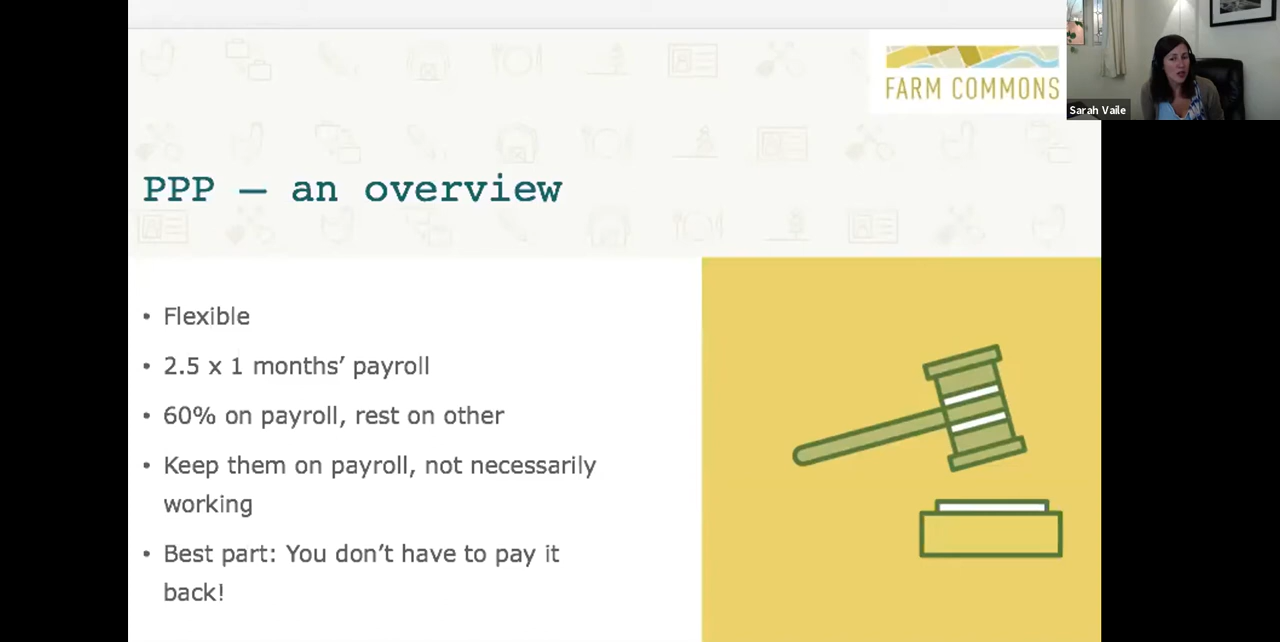 FARM COMMONS
Sarah Vaile
PPP – an overview
• Flexible
• 2.5 x 1 months’ payroll
• 60% on payroll, rest on other
• Keep them on payroll, not necessarily
working
• Best part: You don’t have to pay it
back!